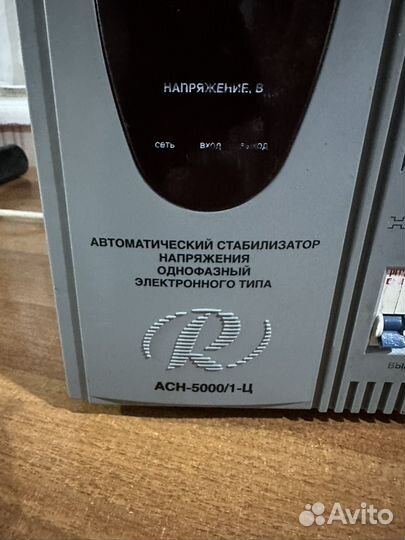 НАПРЯЖЕНИЕ, В
сеть вход выход
АВТОМАТИЧЕСКИЙ СТАБИЛИЗАТОР
НАПРЯЖЕНИЯ
ОДНОФАЗНЫЙ
ЭЛЕКТРОННОГО ТИПА
R
АСН-5000/1-Ц
Avito